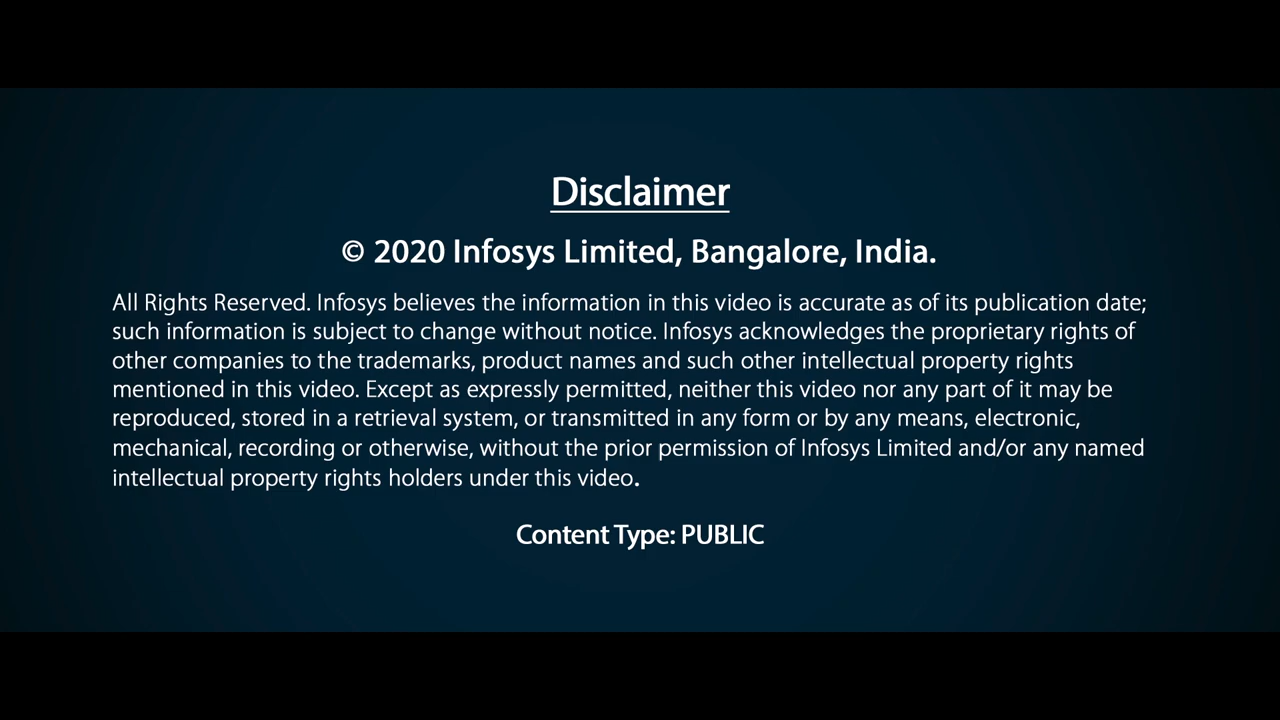 Disclaimer
© 2020 Infosys Limited, Bangalore, India.
All Rights Reserved. Infosys believes the information in this video is accurate as of its publication date;
such information is subject to change without notice. Infosys acknowledges the proprietary rights of
other companies to the trademarks, product names and such other intellectual property rights
mentioned in this video. Except as expressly permitted, neither this video nor any part of it may be
reproduced, stored in a retrieval system, or transmitted in any form or by any means, electronic,
mechanical, recording or otherwise, without the prior permission of Infosys Limited and/or any named
intellectual property rights holders under this video.
Content Type: PUBLIC